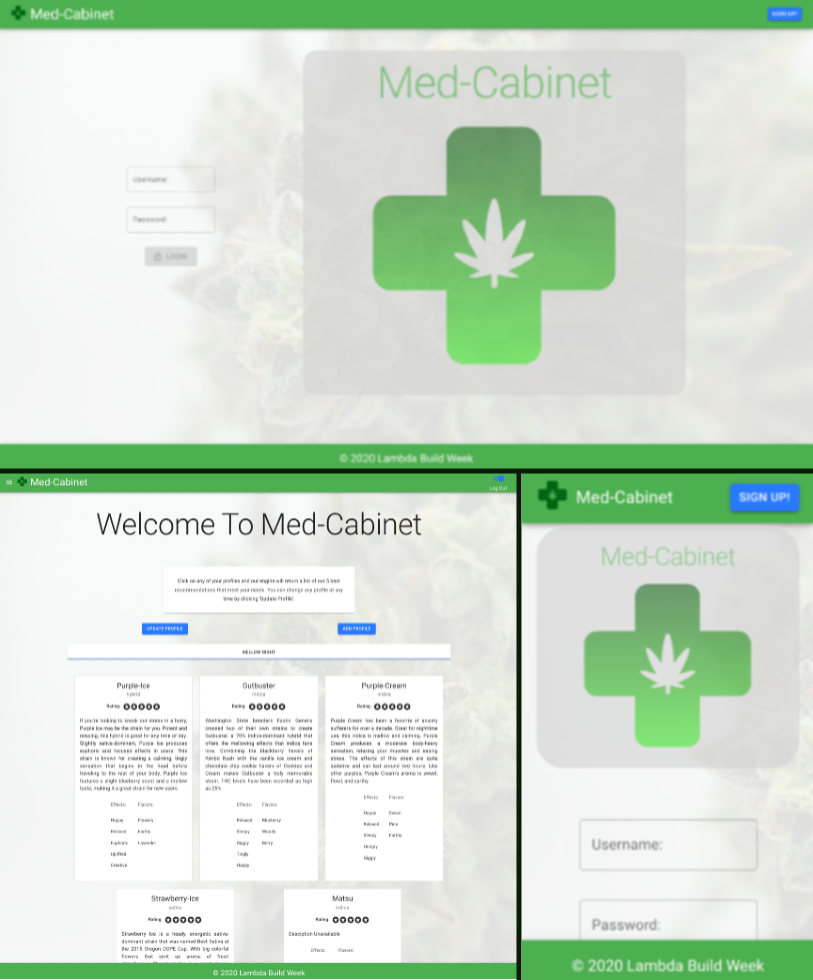 Med-Cabinet
SIGN UP!
Med-Cabinet
Username:
Password:
LOGIN
© 2020 Lambda Build Week
Med-Cabinet
Log Out
Welcome To Med-Cabinet
Click on any of your profiles and our engine will return a list of our 5 best
recommendations that meet your needs. You can change any profile at any
time by clicking 'Update Profile'.
UPDATE PROFILE
ADD PROFILE
MELLOW NIGHT
Purple-Ice
hybrid
Rating:
If you're looking to knock out stress in a hurry,
Purple Ice may be the strain for you. Potent and
relaxing, this hybrid is good for any time of day.
Slightly sativa-dominant, Purple Ice produces
euphoric and focused effects in users. This
strain is known for creating a calming, tingly
sensation that begins in the head before
traveling to the rest of your body. Purple Ice
features a slight blueberry scent and a mellow
taste, making it a great strain for new users.
Effects: Flavors:
Happy Flowery
Relaxed Earthy
Euphoric Lavender
Uplifted
Creative
Gutbuster
indica
Rating:
Washington State breeders Exotic Genetix
crossed two of their own strains to create
Gutbuster, a 70% indica-dominant hybrid that
offers the mellowing effects that indica fans
love. Combining the blackberry flavors of
Kimbo Kush with the vanilla ice cream and
chocolate chip cookie flavors of Cookies and
Cream makes Gutbuster a truly memorable
strain. THC levels have been recorded as high
as 25%.
Effects: Flavors:
Relaxed Blueberry
Sleepy Woody
Hungry Berry
Tingly
Happy
Purple-Cream
indica
Rating:
Purple Cream has been a favorite of anxiety
sufferers for over a decade. Great for nighttime
use, this indica is mellow and calming. Purple
Cream produces a moderate body-heavy
sensation, relaxing your muscles and easing
stress. The effects of this strain are quite
sedative and can last around two hours. Like
other purples, Purple Cream's aroma is sweet,
floral, and earthy.
Effects: Flavors:
Happy Sweet
Relaxed Pine
Sleepy Earthy
Hungry
Giggly
Strawberry-Ice
sativa
Rating:
Strawberry Ice is a heady, energetic sativa
dominant strain that was named Best Sativa at
the 2015 Oregon DOPE Cup. With big colorful
flowers that emit an aroma of fresh-
Matsu
indica
Rating:
Description Unavailable
Effects: Flavors:
© 2020 Lambda Build Week
Med-Cabinet
SIGN UP!
Med-Cabinet
Username:
Password:
© 2020 Lambda Build Week